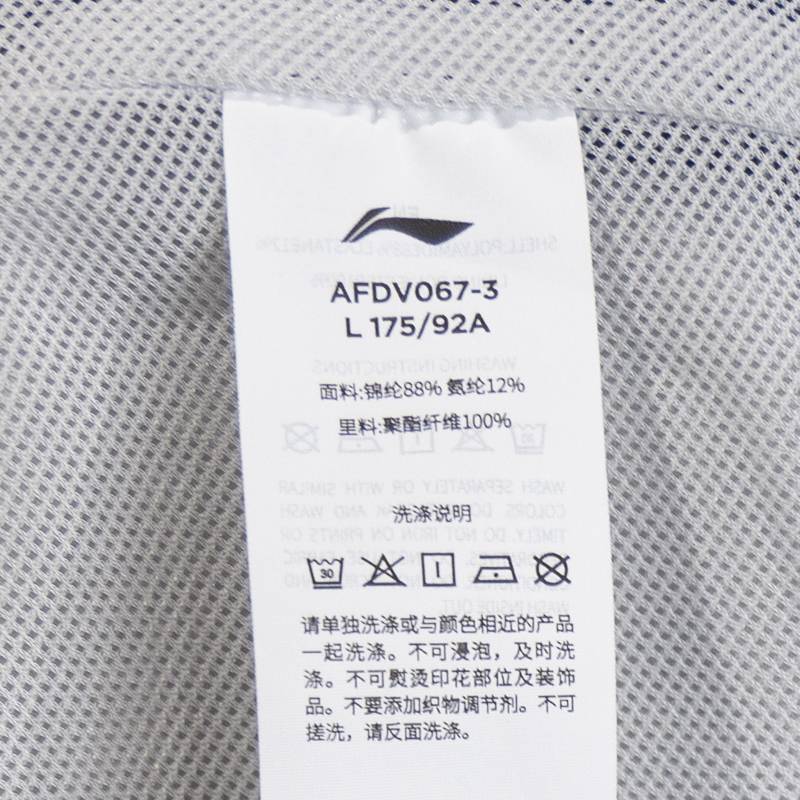 AFDV067-3
L 175/92A
面料:锦纶88% 氨纶12%
里料:聚酯纤维100%
洗涤说明
30
请单独洗涤或与颜色相近的产品
一起洗涤。不可浸泡，及时洗
涤。不可熨烫印花部位及装饰
品。不要添加织物调节剂。不可
搓洗，请反面洗涤。